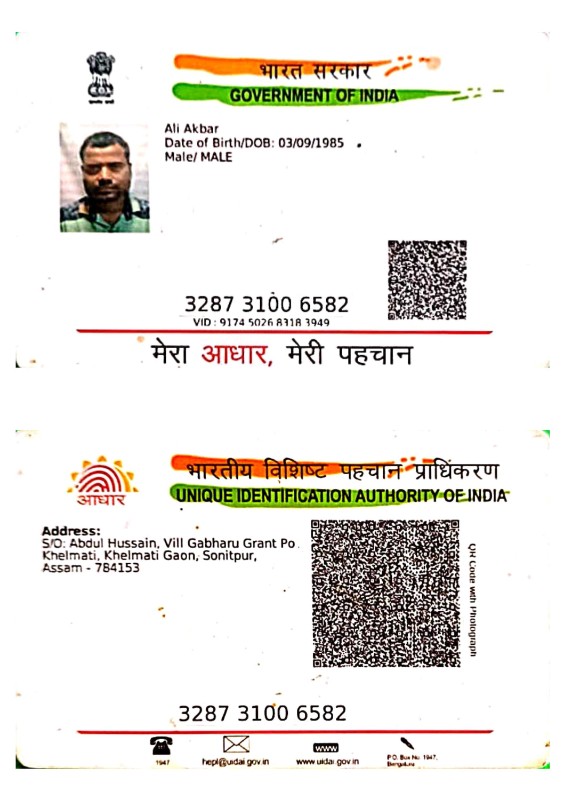 भारत सरकार
GOVERNMENT OF INDIA
Ali Akbar
Date of Birth/DOB: 03/09/1985
Male/ MALE
3287 3100 6582
VID : 9174 5026 8318 3949
मेरा आधार, मेरी पहचान
भारतीय विशिष्ट पहचान प्राधिकरण
आधार
UNIQUE IDENTIFICATION AUTHORITY OF INDIA
Address:
S/O: Abdul Hussain, Vill Gabharu Grant Po
Khelmati, Khelmati Gaon, Sonitpur,
Assam - 784153
QR Code with Photograph
3287 3100 6582
1947
help@uidai.gov.in
www
www.uidai.gov.in
P.O. Box No. 1947,
Bengaluru